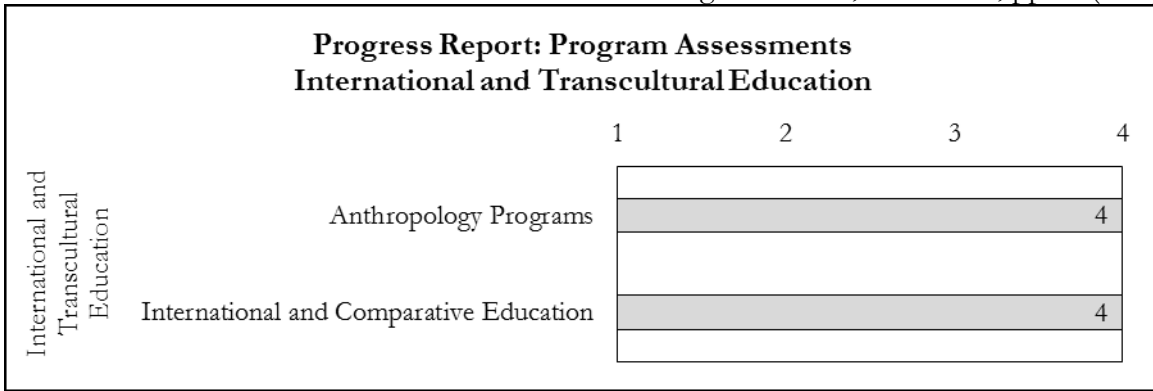 Progress Report: Program Assessments
International and Transcultural Education
1 2 3 4
International and
Transcultural
Education
Anthropology Programs 4
International and Comparative Education 4